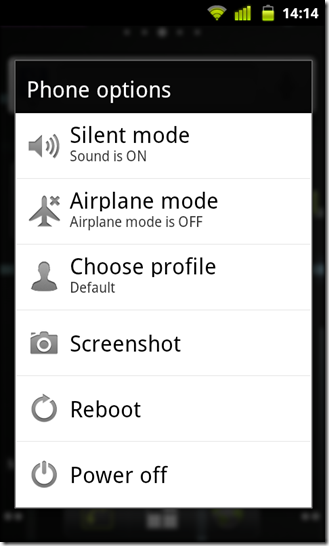 14:14
Phone options
Silent mode
Sound is ON
Airplane mode
Airplane mode is OFF
Choose profile
Default
Screenshot
Reboot
Power off